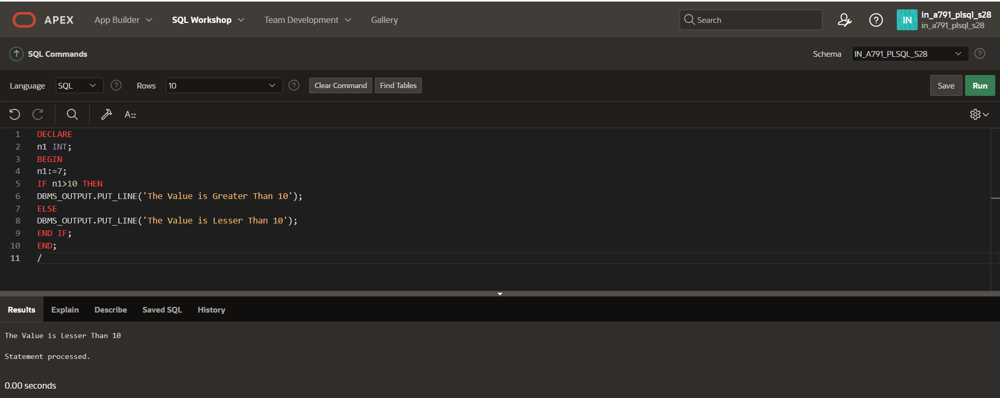 APEX App Builder SQL Workshop Team Development Gallery Search IN in_a791_plsql_s28
in_a791_plsql_s28
SQL Commands Schema IN_A791_PLSQL_S28
Language SQL Rows 10 Clear Command Find Tables Save Run
A
1 DECLARE
2 n1 INT;
3 BEGIN
4 n1:=7;
5 IF n1>10 THEN
6 DBMS_OUTPUT.PUT_LINE('The Value is Greater Than 10');
7 ELSE
8 DBMS_OUTPUT.PUT_LINE('The Value is Lesser Than 10');
9 END IF;
10 END;
11 /
Results Explain Describe Saved SQL History
The Value is Lesser Than 10
Statement processed.
0.00 seconds